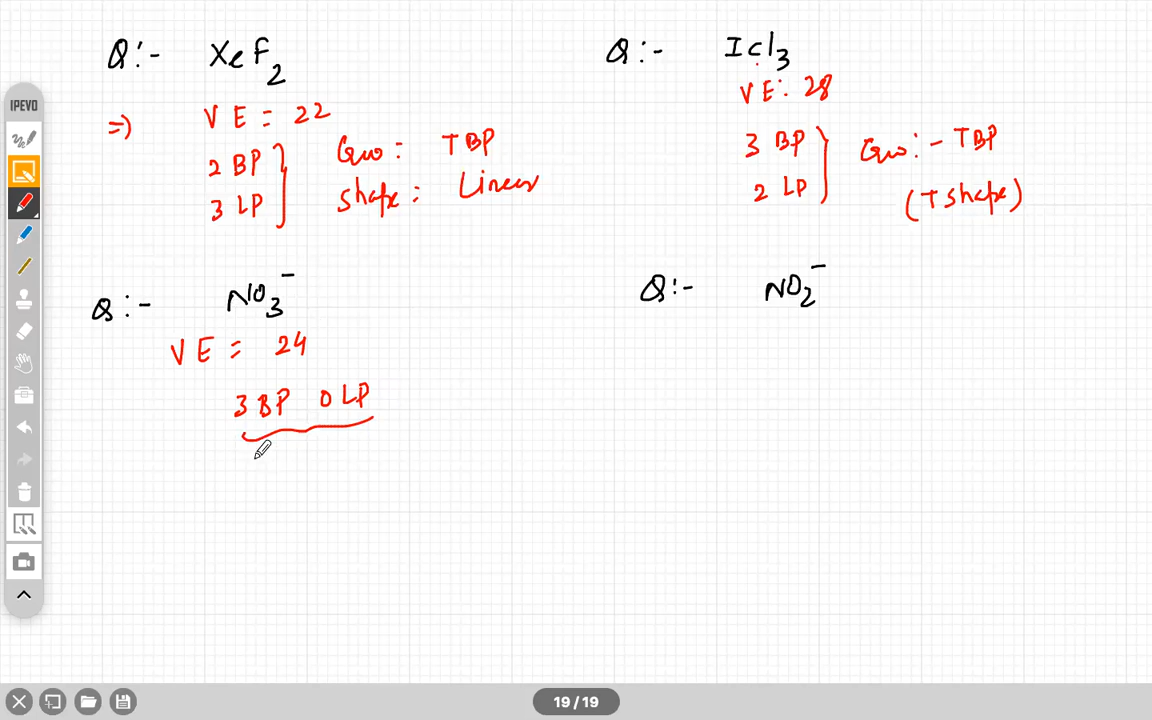 IPEVO
Q:- XeF2
=) VE = 22
2 BP
3 LP
Geo: TBP
Shape: Linear
Q:- ICl3
VE: 28
3 BP
2 LP
Geo:- TBP
(T shape)
Q:- NO3-
VE = 24
3 BP 0 LP
Q:- NO2-
19 / 19